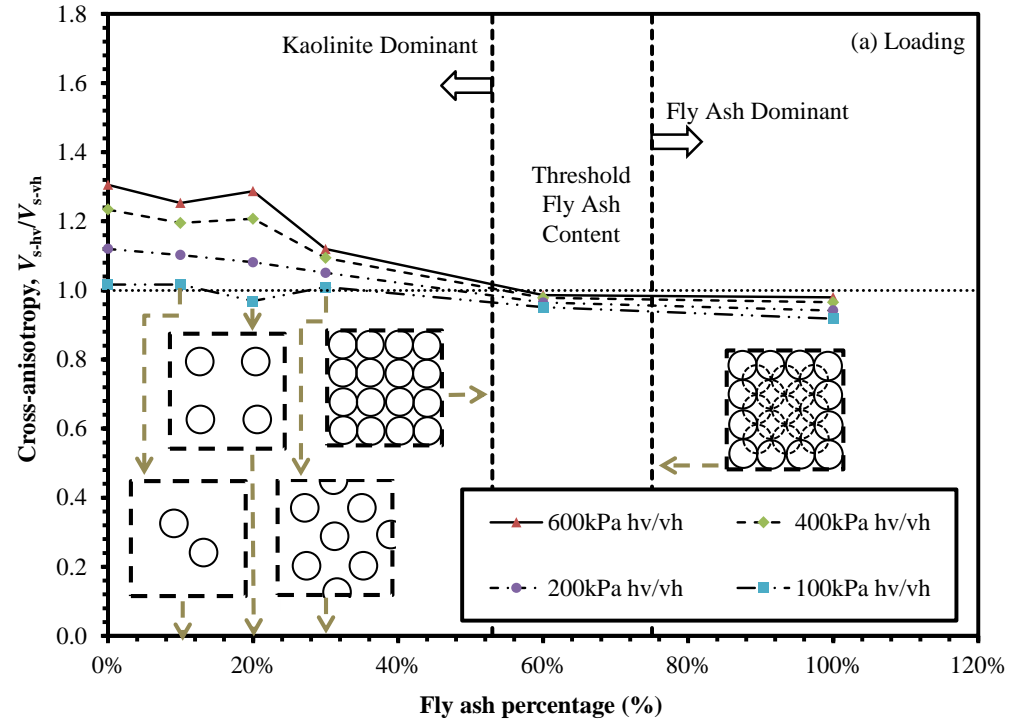 (a) Loading
Kaolinite Dominant
Fly Ash Dominant
Threshold
Fly Ash
Content
Cross-anisotropy, Vs-hv/Vs-vh
1.8
1.6
1.4
1.2
1.0
0.8
0.6
0.4
0.2
0.0
600kPa hv/vh
400kPa hv/vh
200kPa hv/vh
100kPa hv/vh
0%
20%
40%
60%
80%
100%
120%
Fly ash percentage (%)